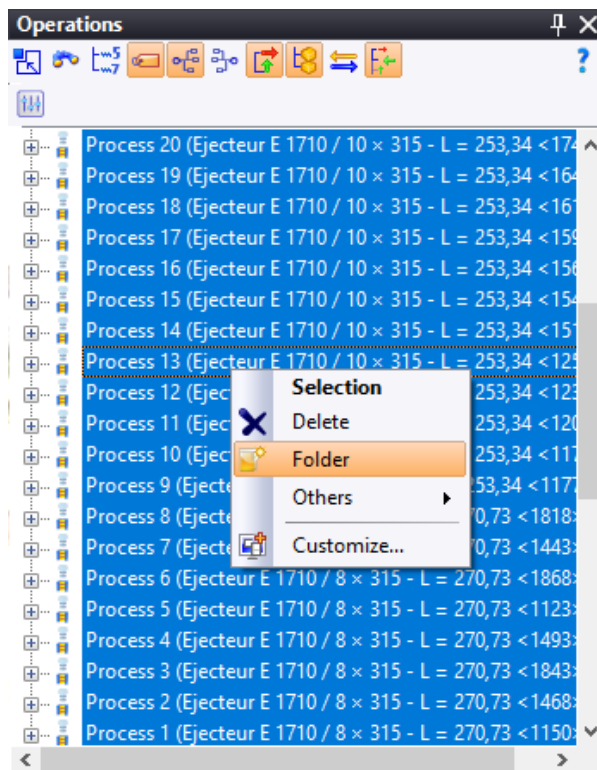 Operations
Process 20 (Ejecteur E 1710 / 10 × 315 - L = 253,34 <174
Process 19 (Ejecteur E 1710 / 10 × 315 - L = 253,34 <164
Process 18 (Ejecteur E 1710 / 10 × 315 - L = 253,34 <161
Process 17 (Ejecteur E 1710 / 10 × 315 - L = 253,34 <159
Process 16 (Ejecteur E 1710 / 10 × 315 - L = 253,34 <156
Process 15 (Ejecteur E 1710 / 10 × 315 - L = 253,34 <154
Process 14 (Ejecteur E 1710 / 10 × 315 - L = 253,34 <151
Process 13 (Ejecteur E 1710 / 10 × 315 - L = 253,34 <125
Process 12 (Ejec 253,34 <123
Process 11 (Ejec 253,34 <120
Process 10 (Ejec 253,34 <117
Process 9 (Ejecte 253,34 <1177
Process 8 (Ejecte 70,73 <1818>
Process 7 (Ejecte 70,73 <1443>
Process 6 (Ejecteur E 1710 / 8 × 315 - L = 270,73 <1868>
Process 5 (Ejecteur E 1710 / 8 × 315 - L = 270,73 <1123>
Process 4 (Ejecteur E 1710 / 8 × 315 - L = 270,73 <1493>
Process 3 (Ejecteur E 1710 / 8 × 315 - L = 270,73 <1843>
Process 2 (Ejecteur E 1710 / 8 × 315 - L = 270,73 <1468>
Process 1 (Ejecteur E 1710 / 8 × 315 - L = 270,73 <1150>
Selection
Delete
Folder
Others
Customize...